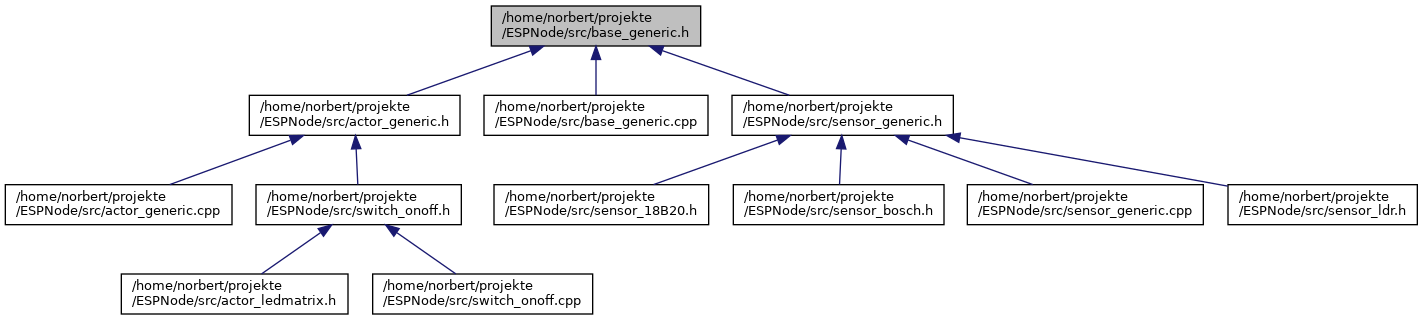 /home/norbert/projekte
/ESPNode/src/base_generic.h
/home/norbert/projekte
/ESPNode/src/actor_generic.h
/home/norbert/projekte
/ESPNode/src/base_generic.cpp
/home/norbert/projekte
/ESPNode/src/sensor_generic.h
/home/norbert/projekte
/ESPNode/src/actor_generic.cpp
/home/norbert/projekte
/ESPNode/src/switch_onoff.h
/home/norbert/projekte
/ESPNode/src/sensor_18B20.h
/home/norbert/projekte
/ESPNode/src/sensor_bosch.h
/home/norbert/projekte
/ESPNode/src/sensor_generic.cpp
/home/norbert/projekte
/ESPNode/src/sensor_ldr.h
/home/norbert/projekte
/ESPNode/src/actor_ledmatrix.h
/home/norbert/projekte
/ESPNode/src/switch_onoff.cpp